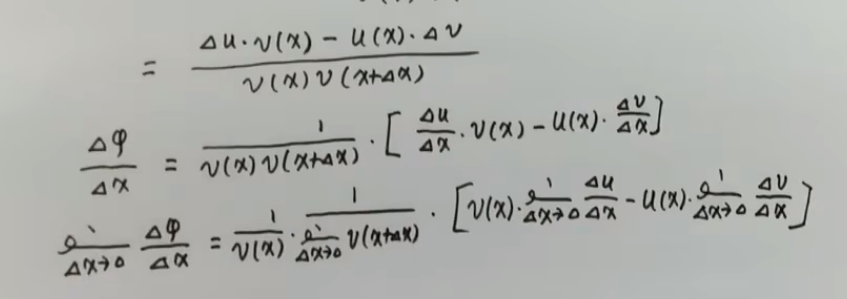 = \frac{\Delta u \cdot v(x) - u(x) \cdot \Delta v}{v(x) v(x+\Delta x)}
\frac{\Delta \varphi}{\Delta x} = \frac{1}{v(x) v(x+\Delta x)} \cdot \left[ \frac{\Delta u}{\Delta x} \cdot v(x) - u(x) \cdot \frac{\Delta v}{\Delta x} \right]
\lim_{\Delta x \to 0} \frac{\Delta \varphi}{\Delta x} = \frac{1}{v(x)} \cdot \frac{1}{\lim_{\Delta x \to 0} v(x+\Delta x)} \cdot \left[ v(x) \cdot \lim_{\Delta x \to 0} \frac{\Delta u}{\Delta x} - u(x) \cdot \lim_{\Delta x \to 0} \frac{\Delta v}{\Delta x} \right]